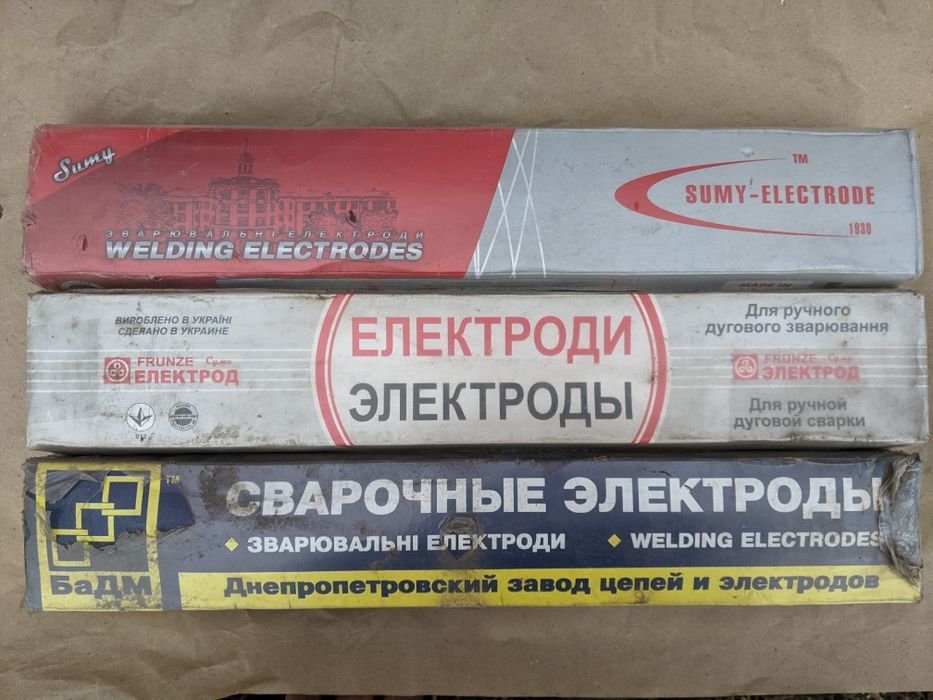 Sumy
ЗВАРЮВАЛЬНІ ЕЛЕКТРОДИ
WELDING ELECTRODES
TM
SUMY-ELECTRODE
1930
MADE IN
ВИРОБЛЕНО В УКРАЇНІ
СДЕЛАНО В УКРАИНЕ
FRUNZE
ЕЛЕКТРОД
ЕЛЕКТРОДИ
ЭЛЕКТРОДЫ
Для ручного
дугового зварювання
FRUNZE
ЭЛЕКТРОД
Для ручной
дуговой сварки
БаДМ
TM
СВАРОЧНЫЕ ЭЛЕКТРОДЫ
ЗВАРЮВАЛЬНІ ЕЛЕКТРОДИ
WELDING ELECTRODES
Днепропетровский завод цепей и электродов